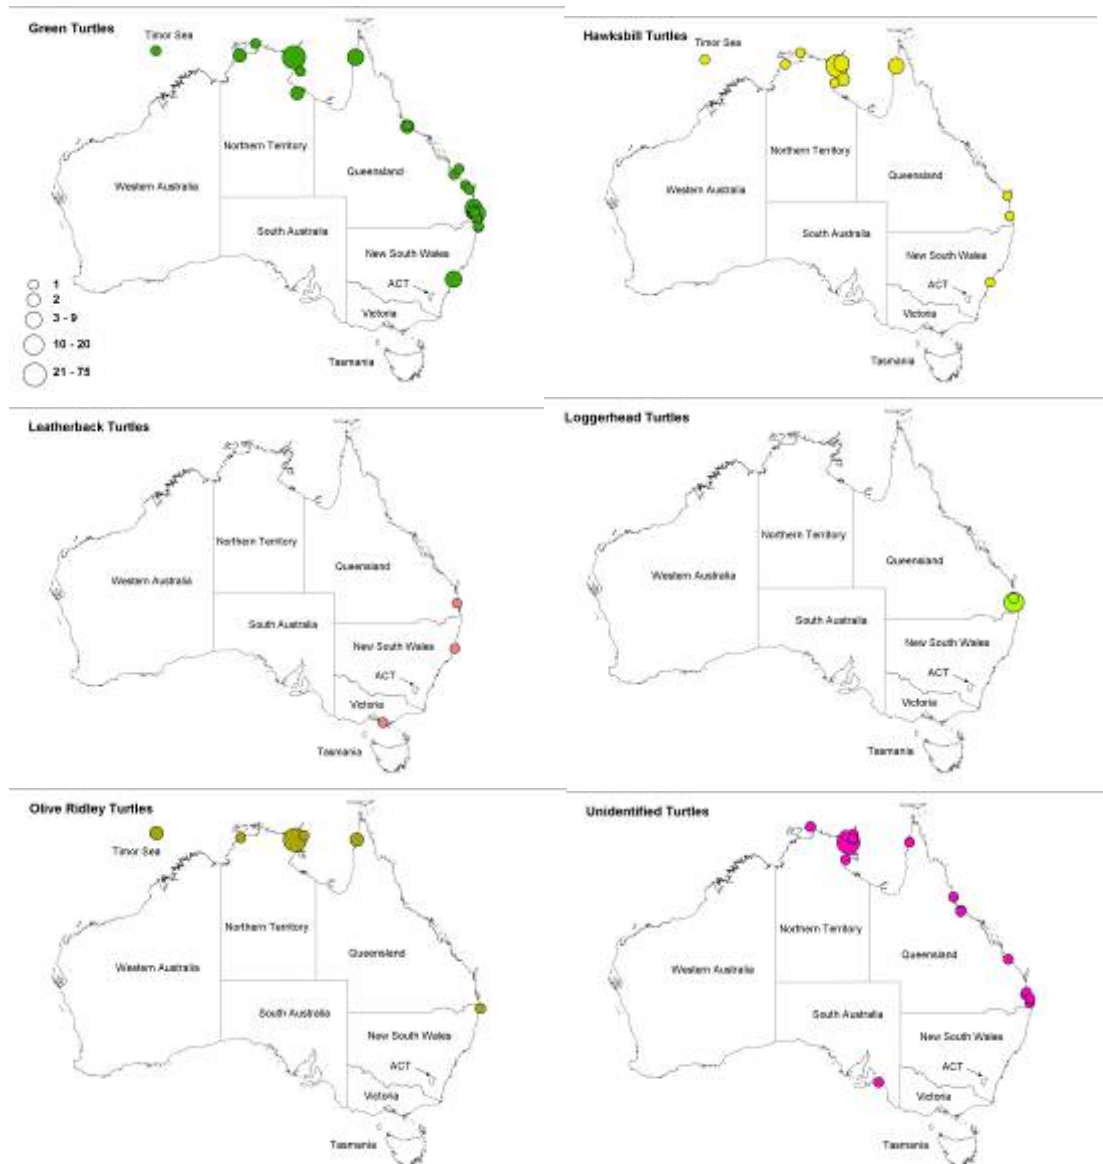 Green Turtles
Timor Sea
Northern Territory
Queensland
Western Australia
South Australia
New South Wales
ACT
Victoria
Tasmania
1
2
3 - 9
10 - 20
21 - 75
Hawksbill Turtles
Timor Sea
Northern Territory
Queensland
Western Australia
South Australia
New South Wales
ACT
Victoria
Tasmania
Leatherback Turtles
Northern Territory
Queensland
Western Australia
South Australia
New South Wales
ACT
Victoria
Tasmania
Loggerhead Turtles
Northern Territory
Queensland
Western Australia
South Australia
New South Wales
ACT
Victoria
Tasmania
Olive Ridley Turtles
Timor Sea
Northern Territory
Queensland
Western Australia
South Australia
New South Wales
ACT
Victoria
Tasmania
Unidentified Turtles
Northern Territory
Queensland
Western Australia
South Australia
New South Wales
ACT
Victoria
Tasmania